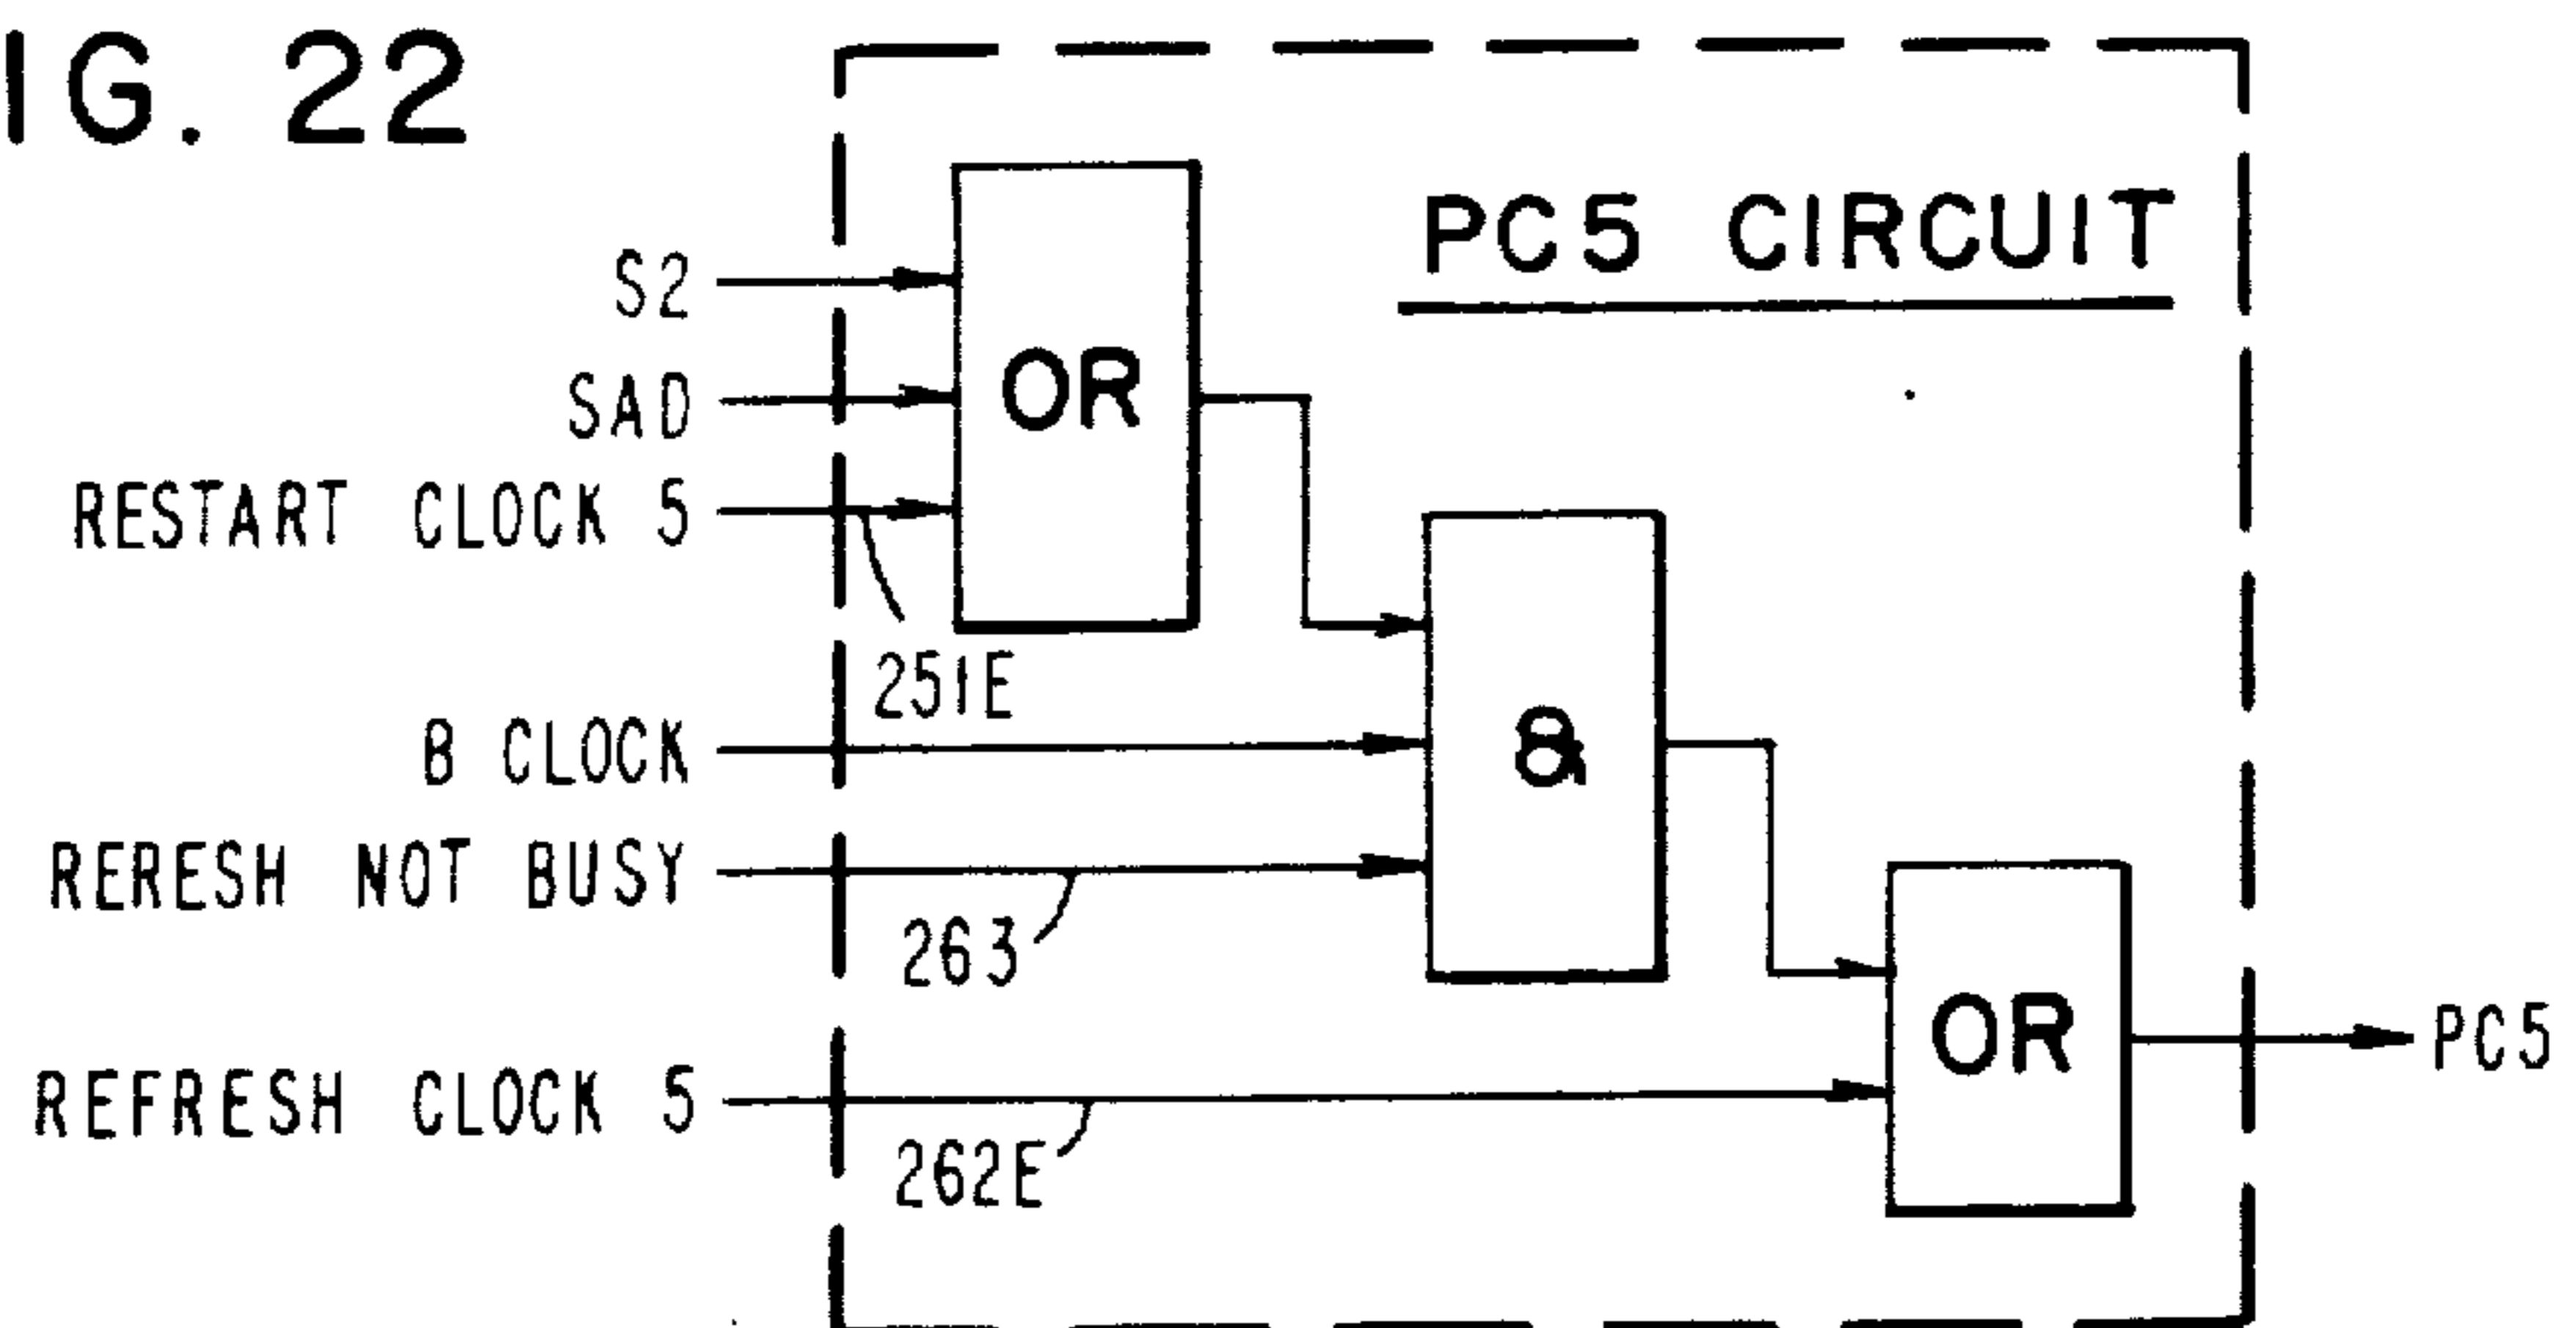 IG. 22
PC5 CIRCUIT
S2
OR
SAD
RESTART CLOCK 5
251E
B CLOCK
&
RERESH NOT BUSY
263
OR
PC5
REFRESH CLOCK 5
262E